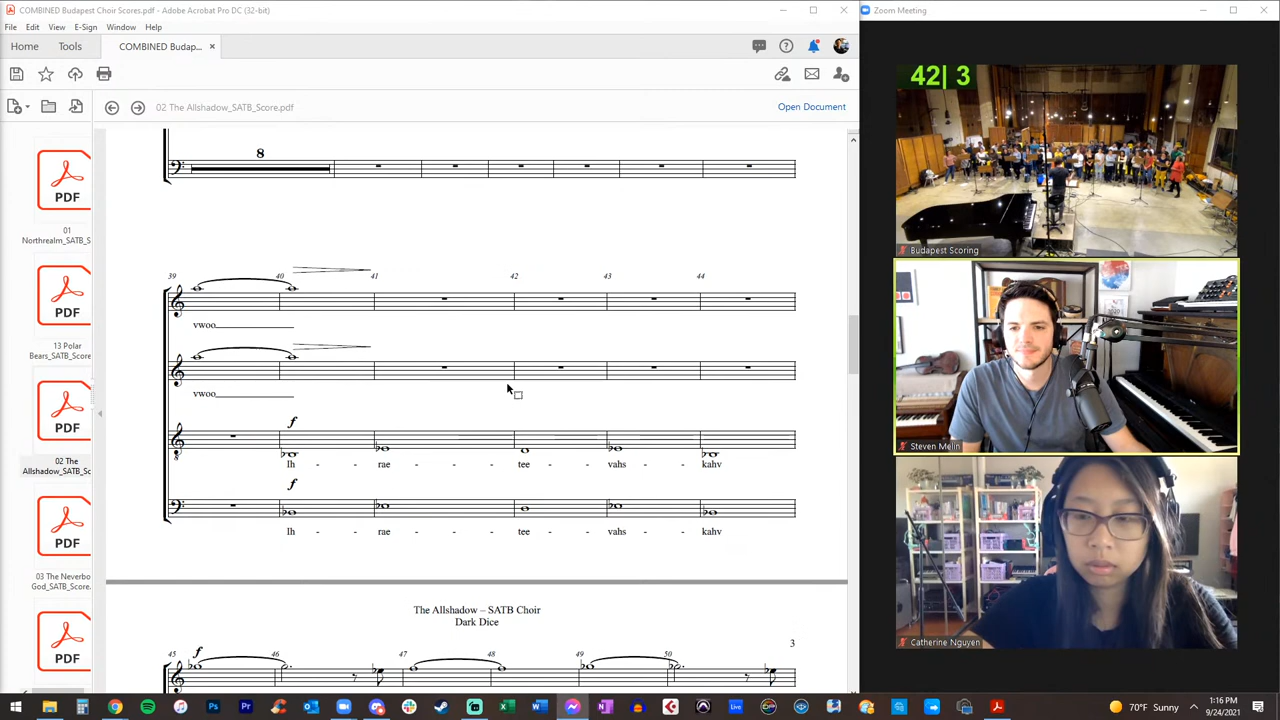 COMBINED Budapest Choir Scores.pdf - Adobe Acrobat Pro DC (32-bit)
File Edit View E-Sign Window Help
Home Tools COMBINED Budap... ×
02 The Allshadow_SATB_Score.pdf
Open Document
PDF
01
Northrealm_SATB_S
PDF
13 Polar
Bears_SATB_Score
PDF
02 The
Allshadow_SATB_Sc
PDF
03 The Neverbo
God_SATB_Score.
PDF
8
39 40 41 42 43 44
vwoo
vwoo
f
Ih - - rae - - - - tee - - vahs - - kahv
f
Ih - - rae - - - - tee - - vahs - - kahv
The Allshadow – SATB Choir
Dark Dice
3
f
45 46 47 48 49 50
Zoom Meeting
42| 3
Budapest Scoring
Steven Melin
Catherine Nguyen
Ps
Pr
X
W
Live
70°F Sunny
1:16 PM
9/24/2021